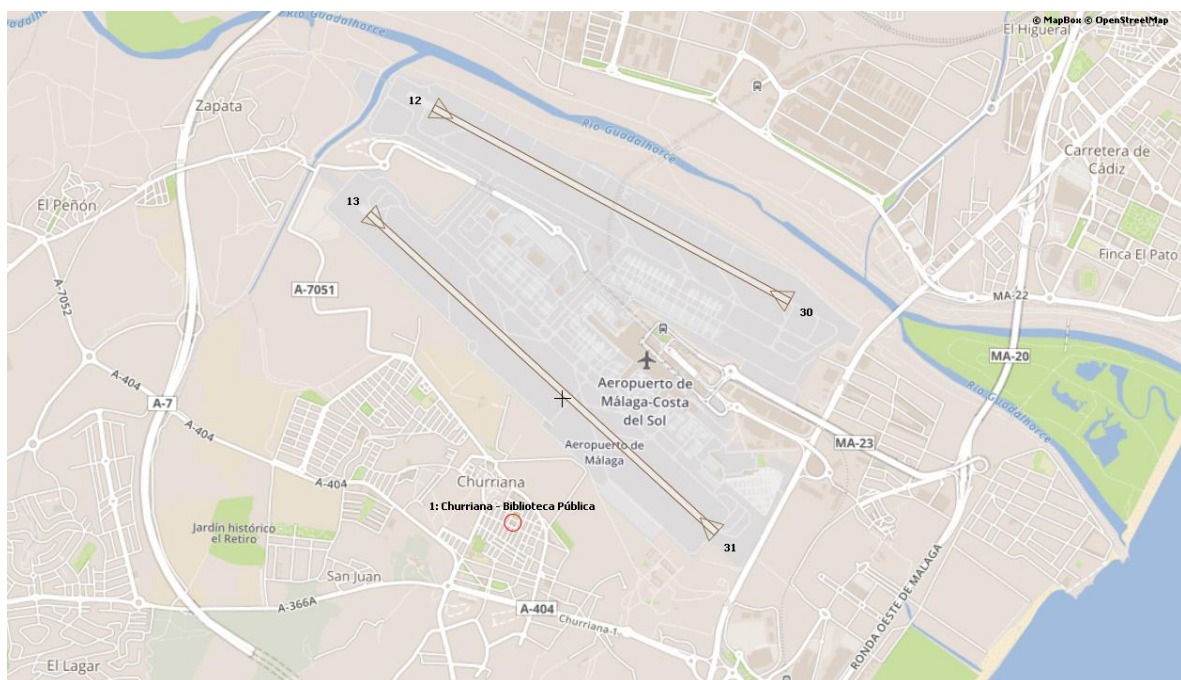 © MapBox © OpenStreetMap
El Higueral
12
Zapata
Río Guadalhorce
Carretera de
Cádiz
13
El Peñón
Finca El Pato
A-7051
A-7052
MA-22
30
MA-20
A-404
Aeropuerto de
Málaga-Costa
del Sol
Río Guadalhorce
A-7
A-404
MA-23
Aeropuerto de
Málaga
Churriana
A-404
1: Churriana - Biblioteca Pública
Jardín histórico
el Retiro
31
San Juan
A-366A
A-404
Churriana-1
RONDA OESTE DE MALAGA
El Lagar